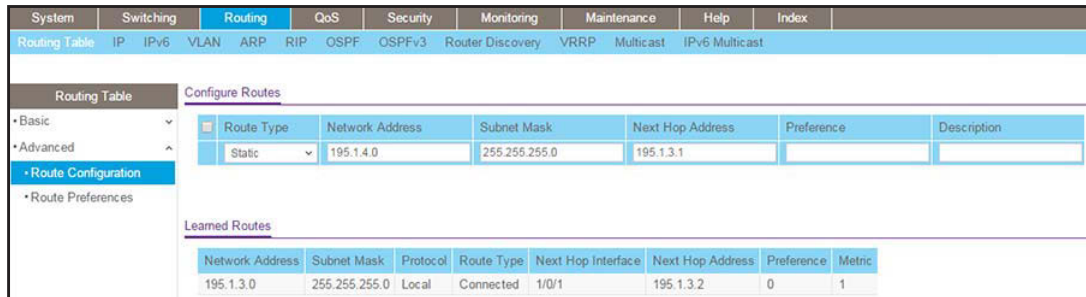 System Switching Routing QoS Security Monitoring Maintenance Help Index
Routing Table IP IPv6 VLAN ARP RIP OSPF OSPFv3 Router Discovery VRRP Multicast IPv6 Multicast
Routing Table
• Basic
• Advanced
• Route Configuration
• Route Preferences
Configure Routes
Route Type Network Address Subnet Mask Next Hop Address Preference Description
Static 195.1.4.0 255.255.255.0 195.1.3.1
Learned Routes
Network Address Subnet Mask Protocol Route Type Next Hop Interface Next Hop Address Preference Metric
195.1.3.0 255.255.255.0 Local Connected 1/0/1 195.1.3.2 0 1